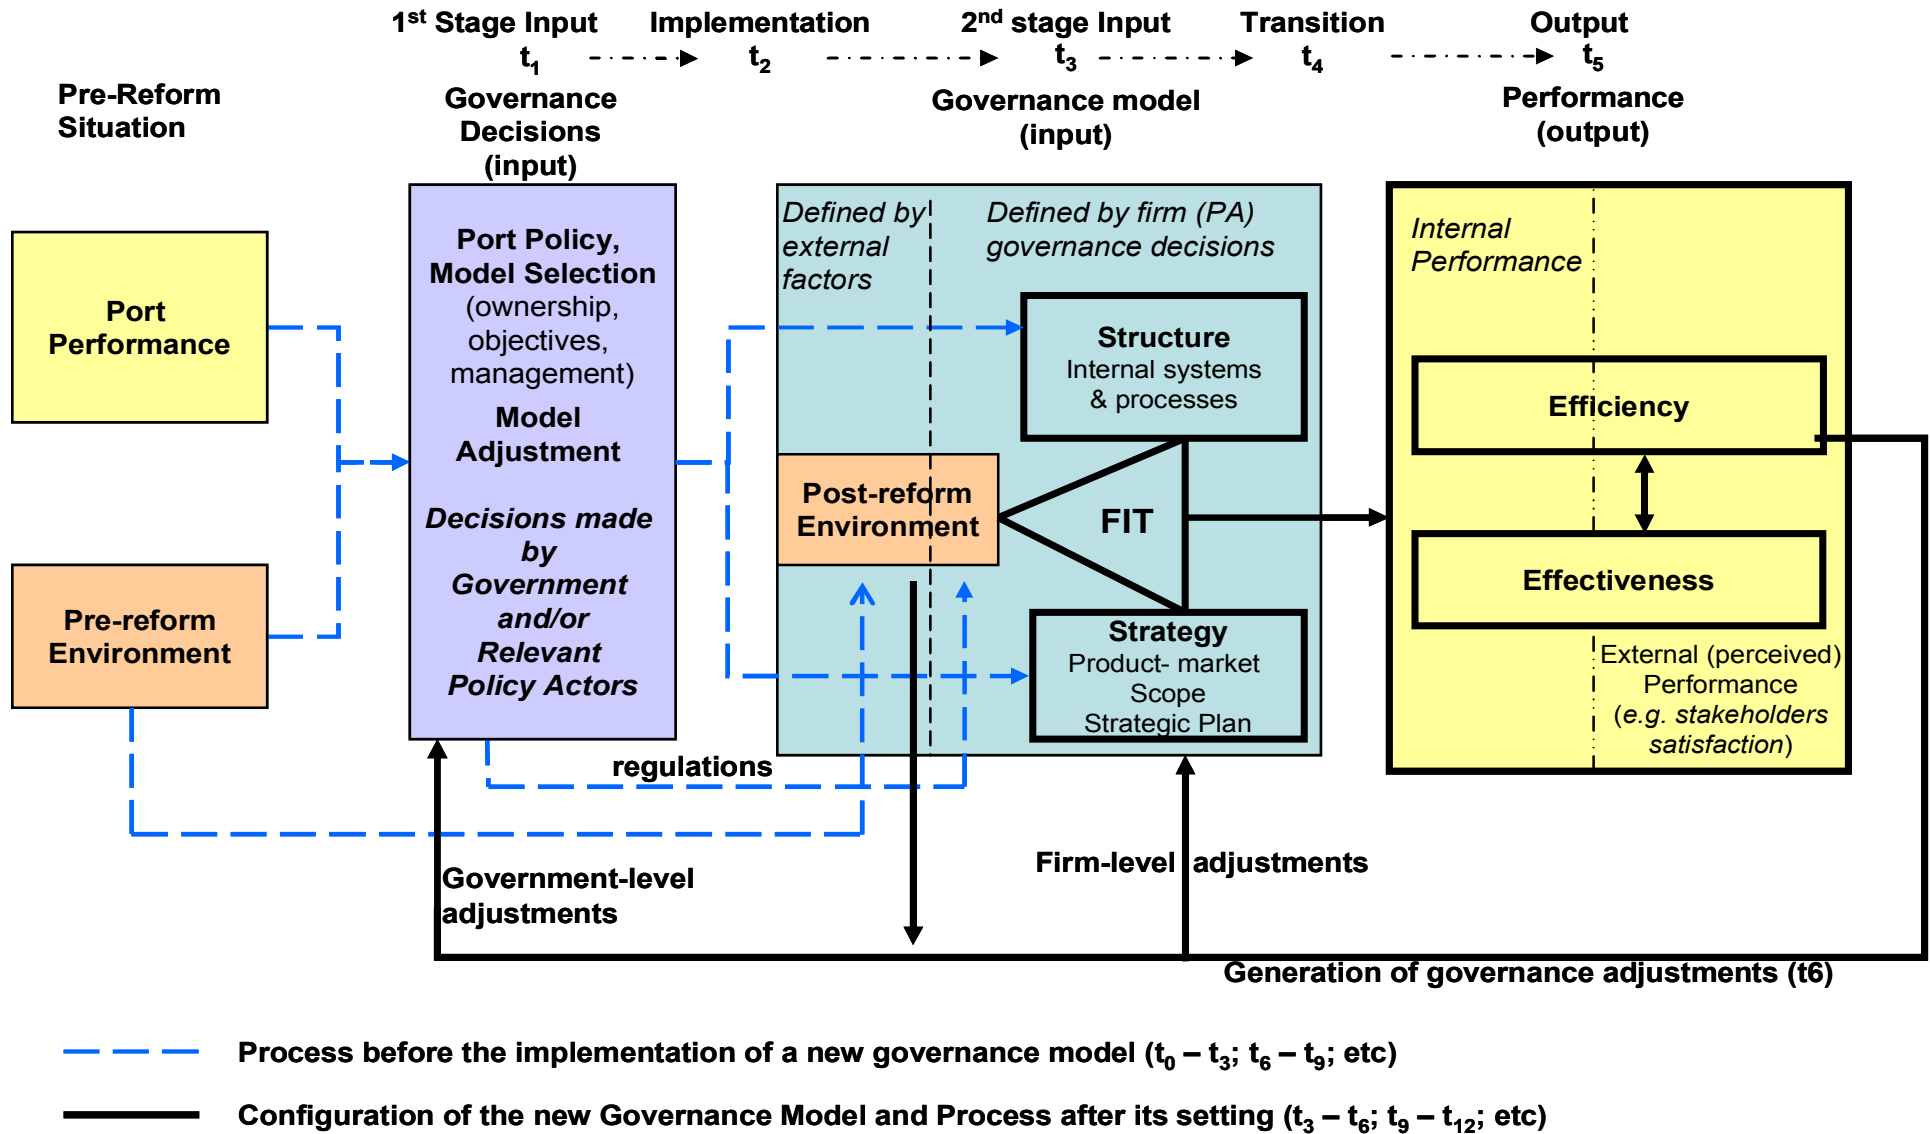 1st Stage Input
Implementation
2nd stage Input
Transition
Output
t1
t2
t3
t4
t5
Pre-Reform
Situation
Governance
Decisions
(input)
Governance model
(input)
Performance
(output)
Port
Performance
Pre-reform
Environment
Port Policy,
Model Selection
(ownership,
objectives,
management)
Model
Adjustment
Decisions made
by
Government
and/or
Relevant
Policy Actors
Defined by
external
factors
Defined by firm (PA)
governance decisions
Structure
Internal systems
& processes
Post-reform
Environment
FIT
Strategy
Product- market
Scope
Strategic Plan
Internal
Performance
Efficiency
Effectiveness
External (perceived)
Performance
(e.g. stakeholders
satisfaction)
regulations
Government-level
adjustments
Firm-level adjustments
Generation of governance adjustments (t6)
Process before the implementation of a new governance model (t0 – t3; t6 – t9; etc)
Configuration of the new Governance Model and Process after its setting (t3 – t6; t9 – t12; etc)